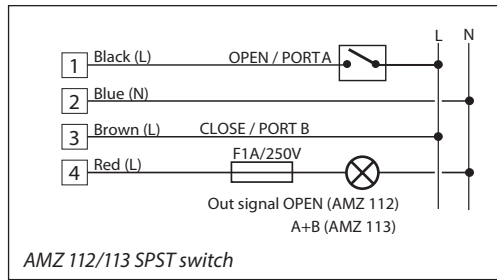 L N
1 Black (L) OPEN / PORT A
2 Blue (N)
3 Brown (L) CLOSE / PORT B
4 Red (L) F1A/250V
Out signal OPEN (AMZ 112)
A+B (AMZ 113)
AMZ 112/113 SPST switch